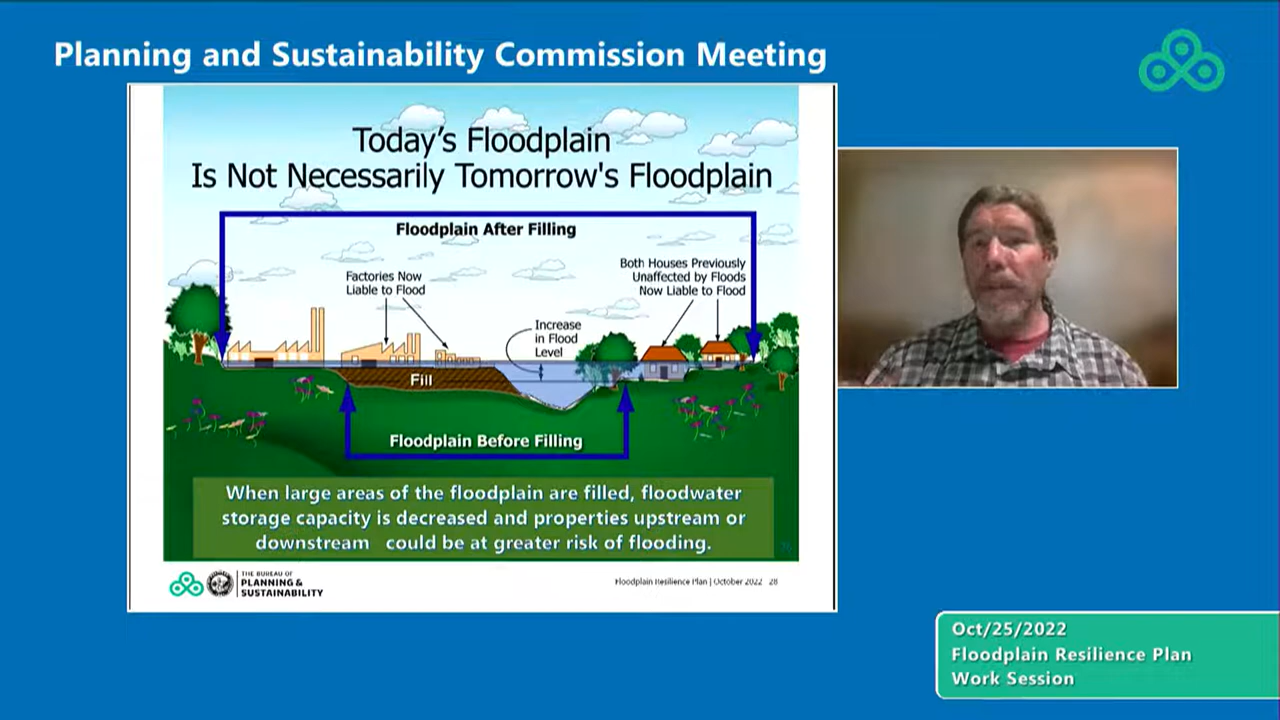 Planning and Sustainability Commission Meeting
Today's Floodplain
Is Not Necessarily Tomorrow's Floodplain
Floodplain After Filling
Factories Now
Liable to Flood
Both Houses Previously
Unaffected by Floods
Now Liable to Flood
Increase
in Flood
Level
Fill
Floodplain Before Filling
When large areas of the floodplain are filled, floodwater
storage capacity is decreased and properties upstream or
downstream could be at greater risk of flooding.
THE BUREAU OF
PLANNING &
SUSTAINABILITY
Floodplain Resilience Plan | October 2022 28
Oct/25/2022
Floodplain Resilience Plan
Work Session